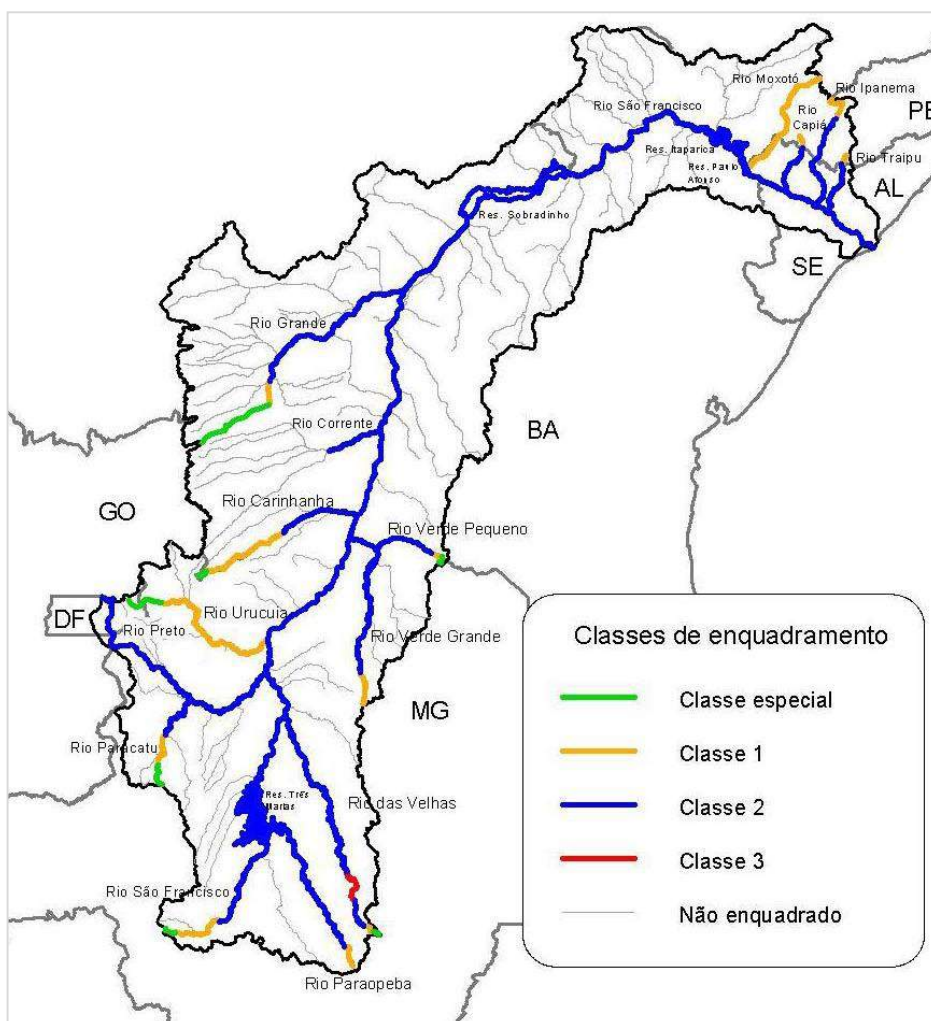 Rio Moxotó
Rio Ipanema
Rio São Francisco
Rio
Capiá
PE
Res. Itaparica
Rio Traipu
Res. Paulo
Afonso
AL
Res. Sobradinho
SE
Rio Grande
Rio Corrente
BA
GO
Rio Carinhanha
Rio Verde Pequeno
DF
Rio Urucuia
Rio Preto
Rio Verde Grande
MG
Rio Paracatu
Res. Três
Marias
Rio das Velhas
Rio São Francisco
Rio Paraopeba
Classes de enquadramento
Classe especial
Classe 1
Classe 2
Classe 3
Não enquadrado